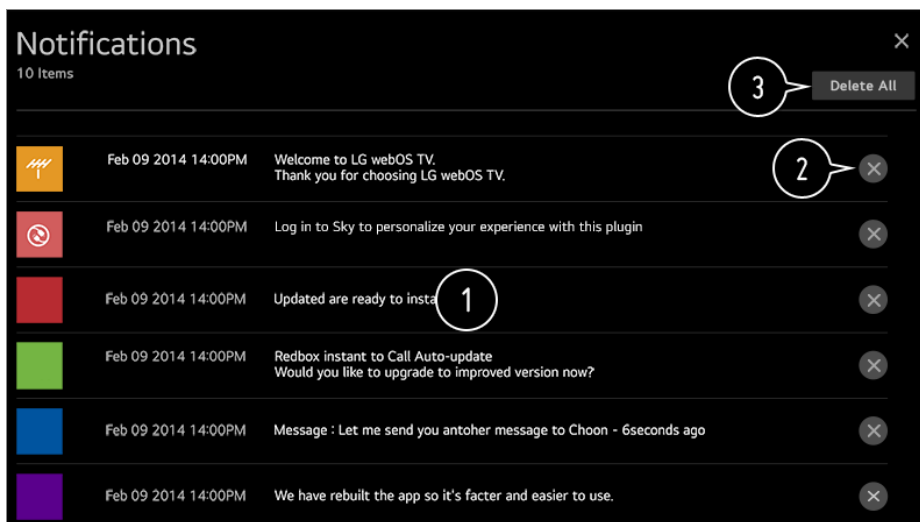 Notifications
10 Items
3
Delete All
Feb 09 2014 14:00PM
Welcome to LG webOS TV.
Thank you for choosing LG webOS TV.
2
Feb 09 2014 14:00PM
Log in to Sky to personalize your experience with this plugin
Feb 09 2014 14:00PM
Updated are ready to insta
1
Feb 09 2014 14:00PM
Redbox instant to Call Auto-update
Would you like to upgrade to improved version now?
Feb 09 2014 14:00PM
Message : Let me send you antoher message to Choon - 6seconds ago
Feb 09 2014 14:00PM
We have rebuilt the app so it's facter and easier to use.